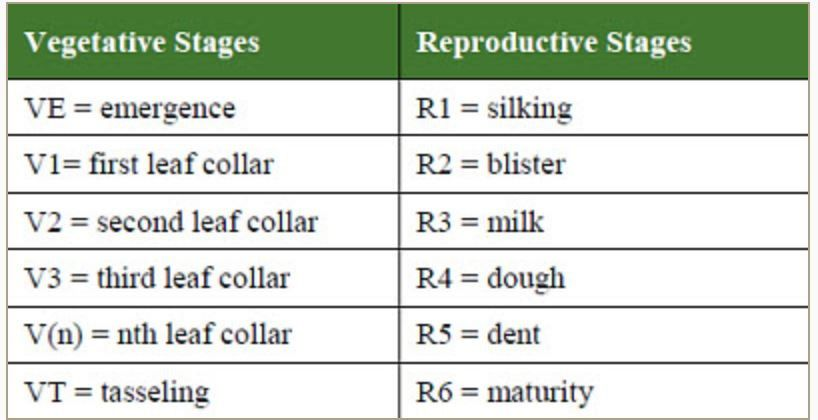 Vegetative Stages Reproductive Stages
VE = emergence R1 = silking
V1= first leaf collar R2 = blister
V2 = second leaf collar R3 = milk
V3 = third leaf collar R4 = dough
V(n) = nth leaf collar R5 = dent
VT = tasseling R6 = maturity